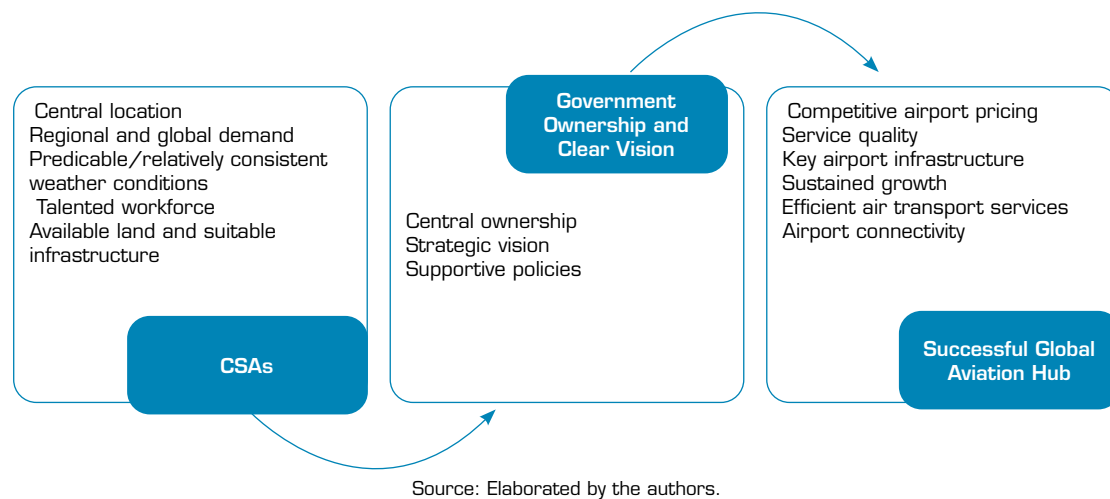 Central location
Regional and global demand
Predicable/relatively consistent
weather conditions
Talented workforce
Available land and suitable
infrastructure
CSAs
Government
Ownership and
Clear Vision
Central ownership
Strategic vision
Supportive policies
Competitive airport pricing
Service quality
Key airport infrastructure
Sustained growth
Efficient air transport services
Airport connectivity
Successful Global
Aviation Hub
Source: Elaborated by the authors.